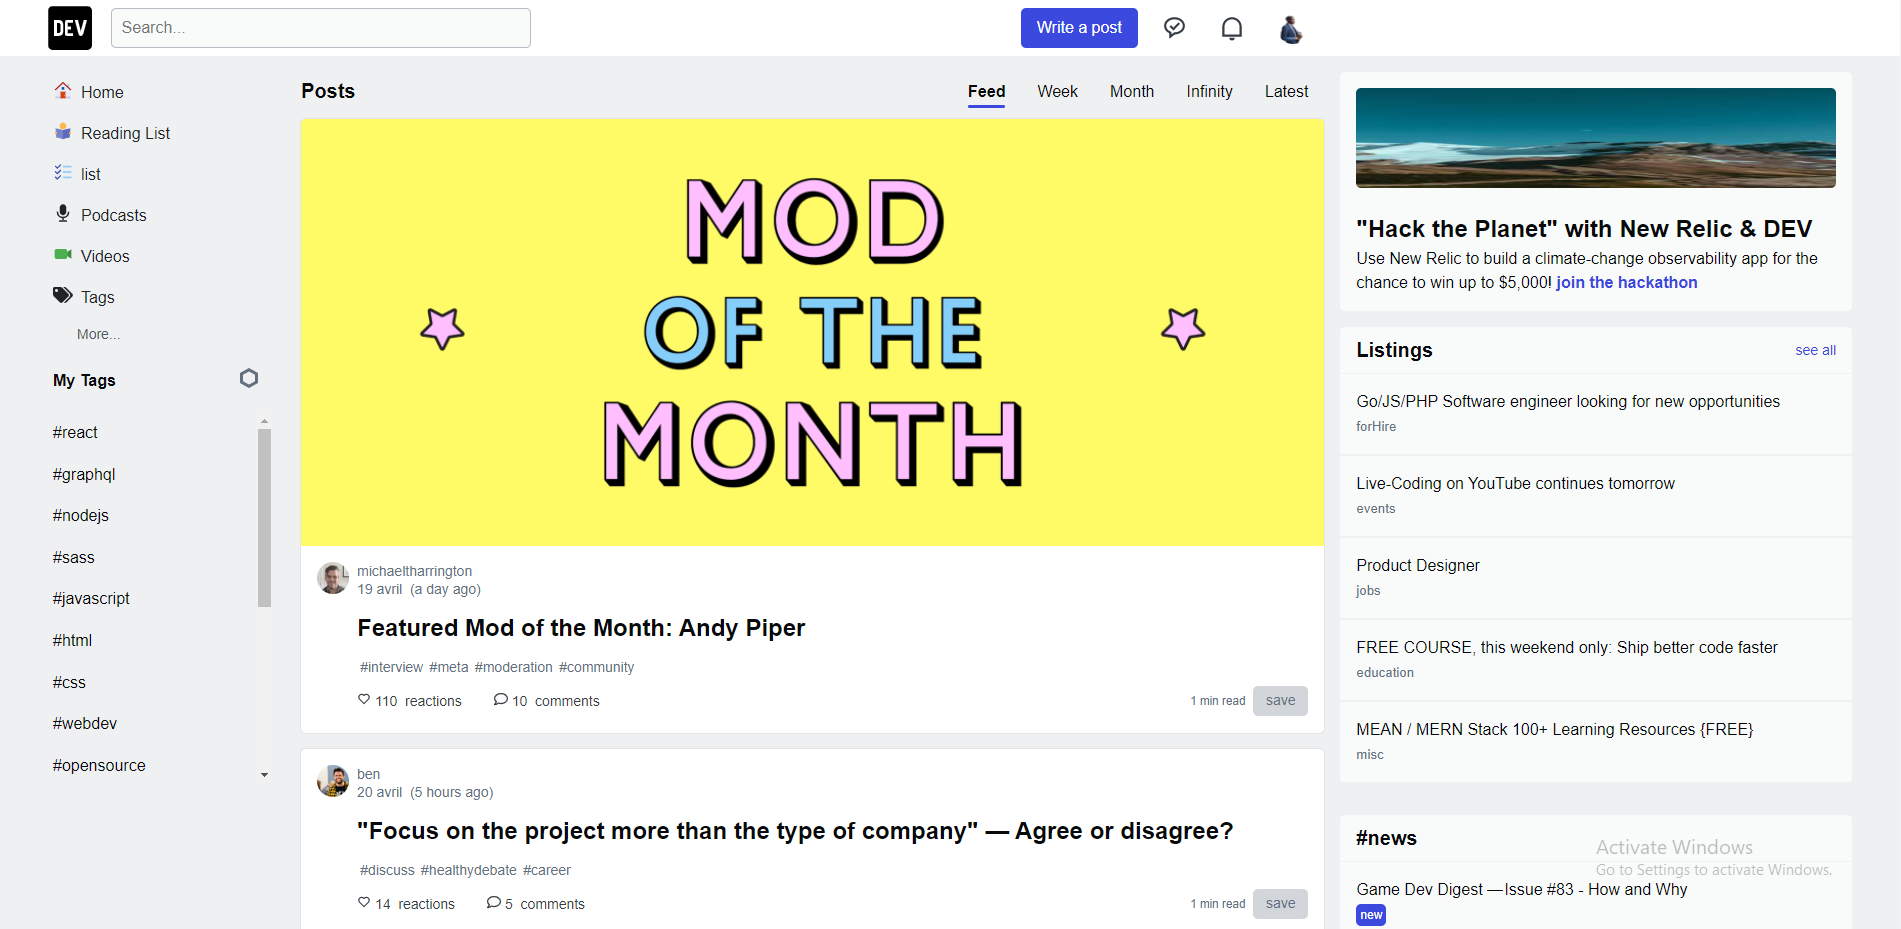 DEV
Search...
Write a post
Home
Reading List
list
Podcasts
Videos
Tags
More...
My Tags
#react
#graphql
#nodejs
#sass
#javascript
#html
#css
#webdev
#opensource
Posts
Feed Week Month Infinity Latest
MOD
OF THE
MONTH
michaeltharrington
19 avril (a day ago)
Featured Mod of the Month: Andy Piper
#interview #meta #moderation #community
110 reactions 10 comments 1 min read save
ben
20 avril (5 hours ago)
"Focus on the project more than the type of company" — Agree or disagree?
#discuss #healthydebate #career
14 reactions 5 comments 1 min read save
"Hack the Planet" with New Relic & DEV
Use New Relic to build a climate-change observability app for the
chance to win up to $5,000! join the hackathon
Listings see all
Go/JS/PHP Software engineer looking for new opportunities
forHire
Live-Coding on YouTube continues tomorrow
events
Product Designer
jobs
FREE COURSE, this weekend only: Ship better code faster
education
MEAN / MERN Stack 100+ Learning Resources {FREE}
misc
#news
Activate Windows
Go to Settings to activate Windows.
Game Dev Digest — Issue #83 - How and Why
new